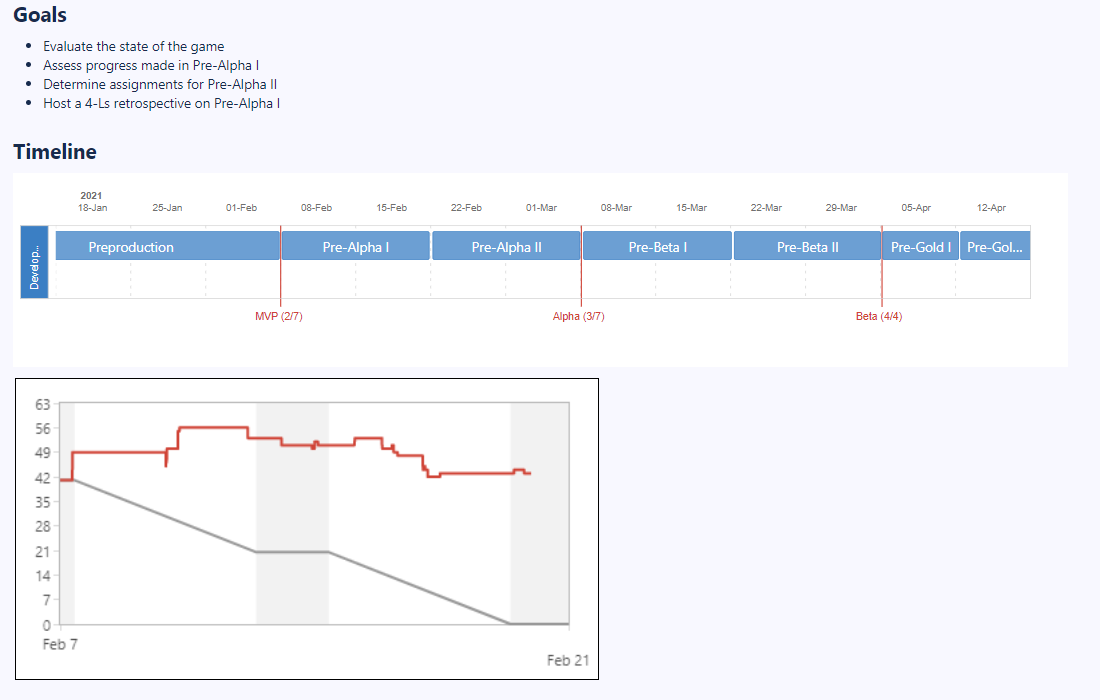 Goals
Evaluate the state of the game
Assess progress made in Pre-Alpha I
Determine assignments for Pre-Alpha II
Host a 4-Ls retrospective on Pre-Alpha I
Timeline
2021
18-Jan 25-Jan 01-Feb 08-Feb 15-Feb 22-Feb 01-Mar 08-Mar 15-Mar 22-Mar 29-Mar 05-Apr 12-Apr
Develop...
Preproduction Pre-Alpha I Pre-Alpha II Pre-Beta I Pre-Beta II Pre-Gold I Pre-Gol...
MVP (2/7) Alpha (3/7) Beta (4/4)
63
56
49
42
35
28
21
14
7
0
Feb 7
Feb 21